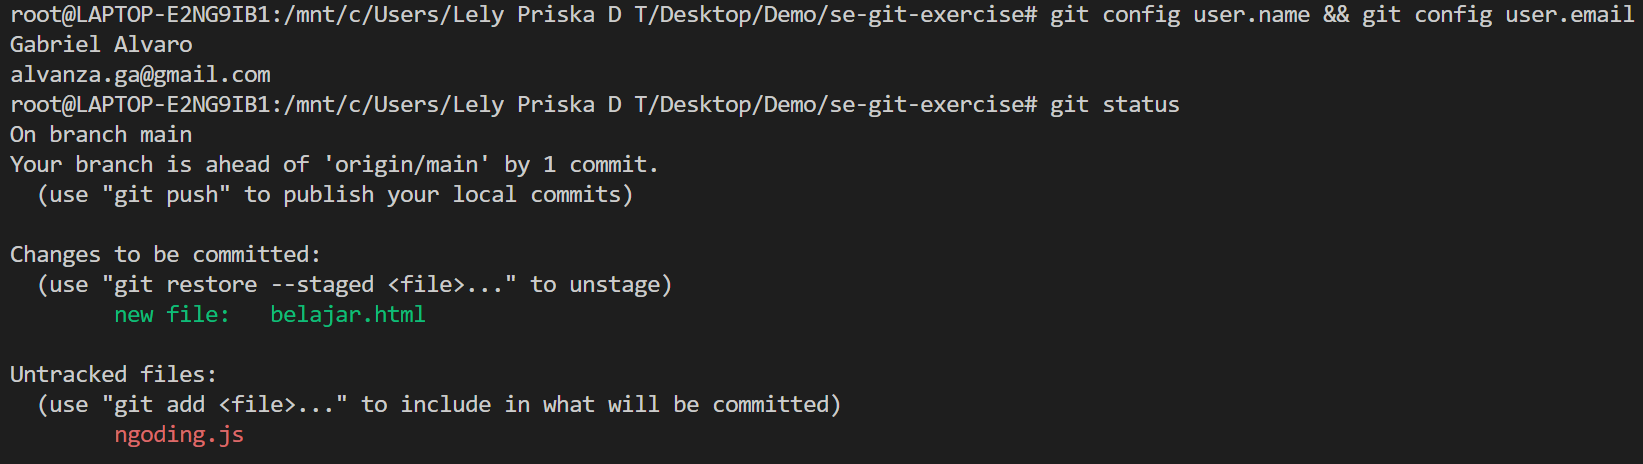 root@LAPTOP-E2NG9IB1:/mnt/c/Users/Lely Priska D T/Desktop/Demo/se-git-exercise# git config user.name && git config user.email
Gabriel Alvaro
alvanza.ga@gmail.com
root@LAPTOP-E2NG9IB1:/mnt/c/Users/Lely Priska D T/Desktop/Demo/se-git-exercise# git status
On branch main
Your branch is ahead of 'origin/main' by 1 commit.
  (use "git push" to publish your local commits)

Changes to be committed:
  (use "git restore --staged <file>..." to unstage)
        new file:   belajar.html

Untracked files:
  (use "git add <file>..." to include in what will be committed)
        ngoding.js